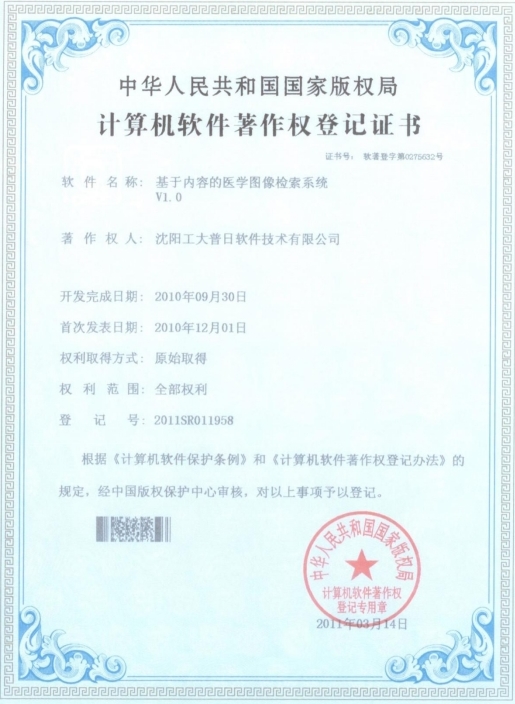 中华人民共和国国家版权局
计算机软件著作权登记证书
证书号： 软著登字第0275632号
软件名称： 基于内容的医学图像检索系统
V1.0
著作权人： 沈阳工大普日软件技术有限公司
开发完成日期： 2010年09月30日
首次发表日期： 2010年12月01日
权利取得方式： 原始取得
权利范围： 全部权利
登记号： 2011SR011958
根据《计算机软件保护条例》和《计算机软件著作权登记办法》的
规定，经中国版权保护中心审核，对以上事项予以登记。
中华人民共和国国家版权局
计算机软件著作权
登记专用章
2011年03月14日